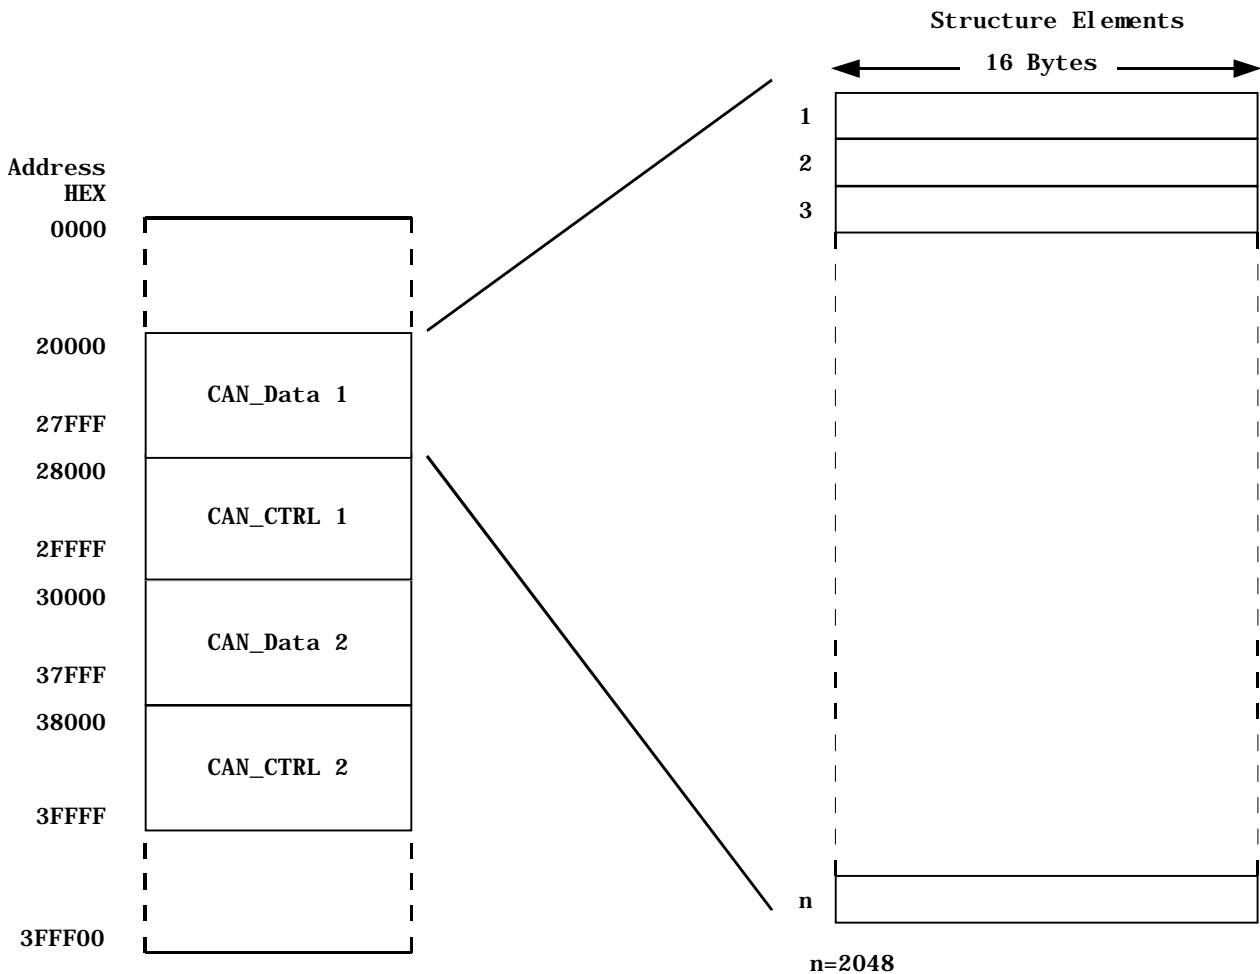 Structure Elements
16 Bytes
1
2
3
Address
HEX
0000
20000
CAN_Data 1
27FFF
28000
CAN_CTRL 1
2FFFF
30000
CAN_Data 2
37FFF
38000
CAN_CTRL 2
3FFFF
n
3FFF00
n=2048